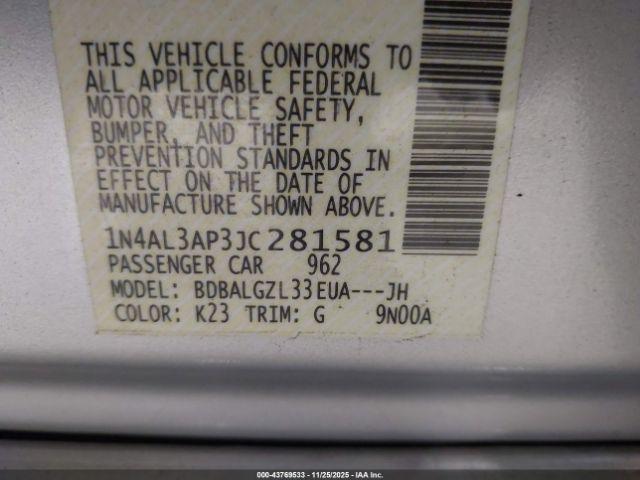 THIS VEHICLE CONFORMS TO
ALL APPLICABLE FEDERAL
MOTOR VEHICLE SAFETY,
BUMPER, AND THEFT
PREVENTION STANDARDS IN
EFFECT ON THE DATE OF
MANUFACTURE SHOWN ABOVE.
1N4AL3AP3JC281581
PASSENGER CAR 962
MODEL: BDBALGZL33EUA---JH
COLOR: K23 TRIM: G 9N00A
000-43769533 - 11/25/2025 - IAA Inc.